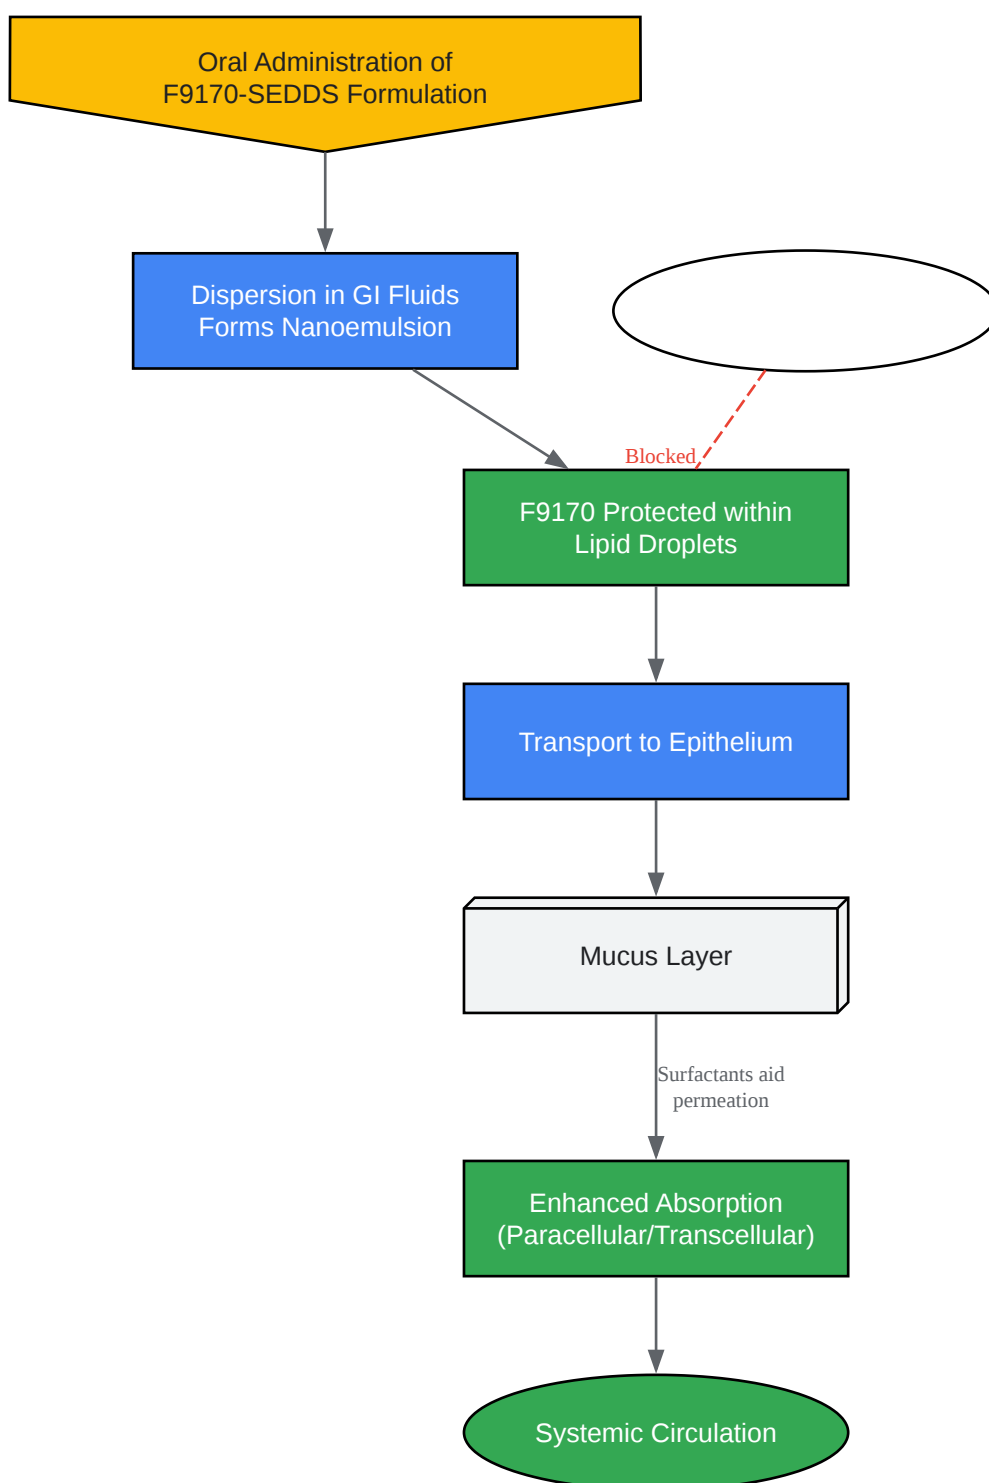 Oral Administration of
F9170-SEDDS Formulation
Dispersion in GI Fluids
Forms Nanoemulsion
Blocked
F9170 Protected within
Lipid Droplets
Transport to Epithelium
Mucus Layer
Surfactants aid
permeation
Enhanced Absorption
(Paracellular/Transcellular)
Systemic Circulation